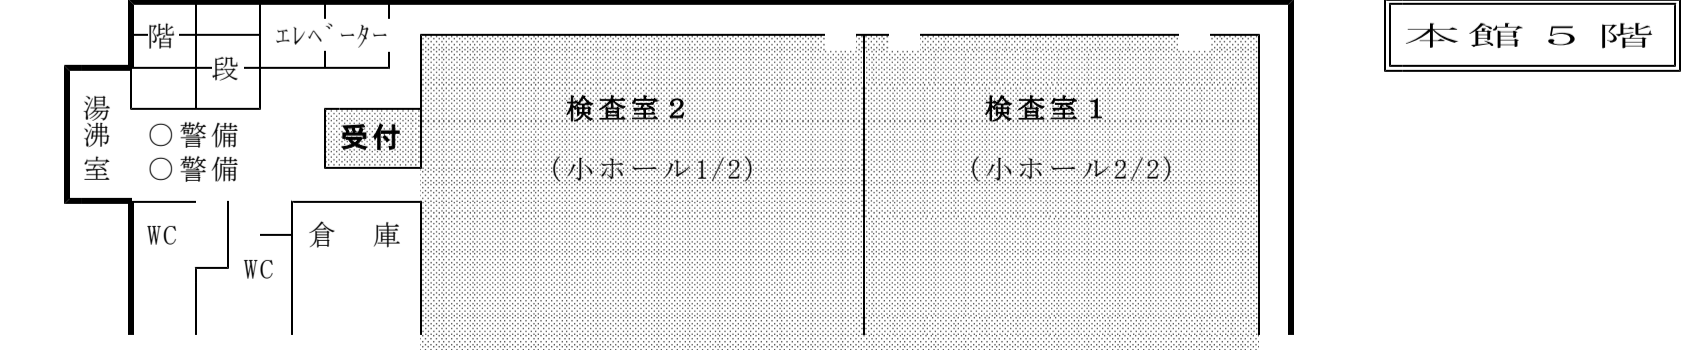 本館５階
階段
ｴﾚﾍﾞｰﾀｰ
湯沸室
○警備
○警備
受付
検査室２
(小ホール1/2)
検査室１
(小ホール2/2)
WC
WC
倉　庫